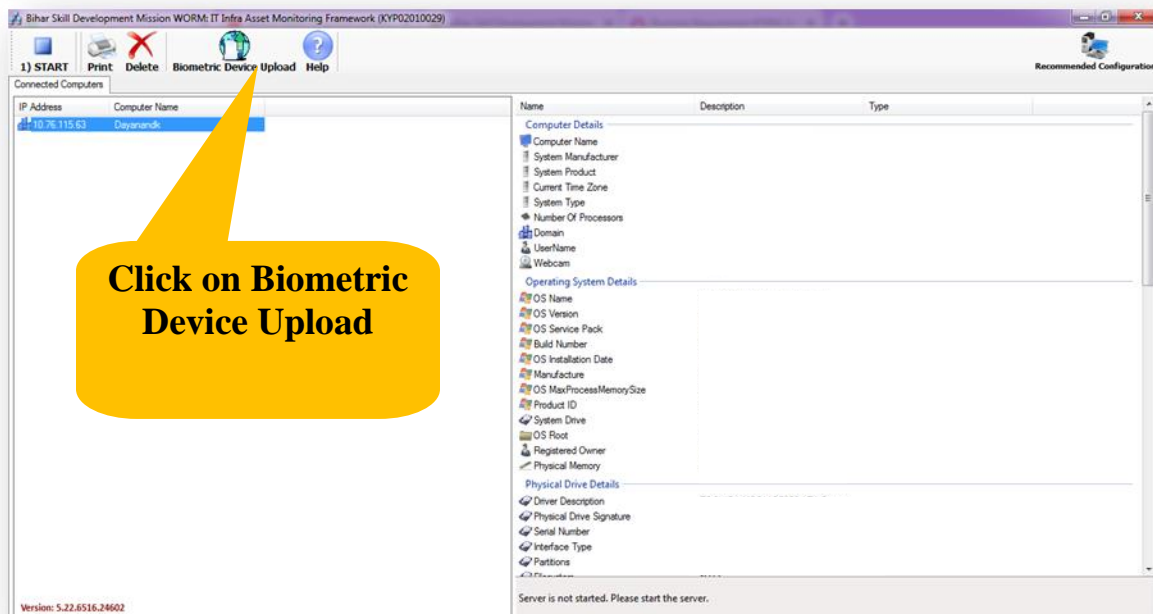 Bihar Skill Development Mission WORM: IT Infra Asset Monitoring Framework (KYP02010029)
1) START Print Delete Biometric Device Upload Help
Recommended Configuration
Connected Computers
IP Address Computer Name
10.76.115.63 Dayanandk
Click on Biometric
Device Upload
Version: 5.22.6516.24602
Name Description Type
Computer Details
Computer Name
System Manufacturer
System Product
Current Time Zone
System Type
Number Of Processors
Domain
UserName
Webcam
Operating System Details
OS Name
OS Version
OS Service Pack
Build Number
OS Installation Date
Manufacture
OS MaxProcessMemorySize
Product ID
System Drive
OS Root
Registered Owner
Physical Memory
Physical Drive Details
Driver Description
Physical Drive Signature
Serial Number
Interface Type
Partitions
Server is not started. Please start the server.